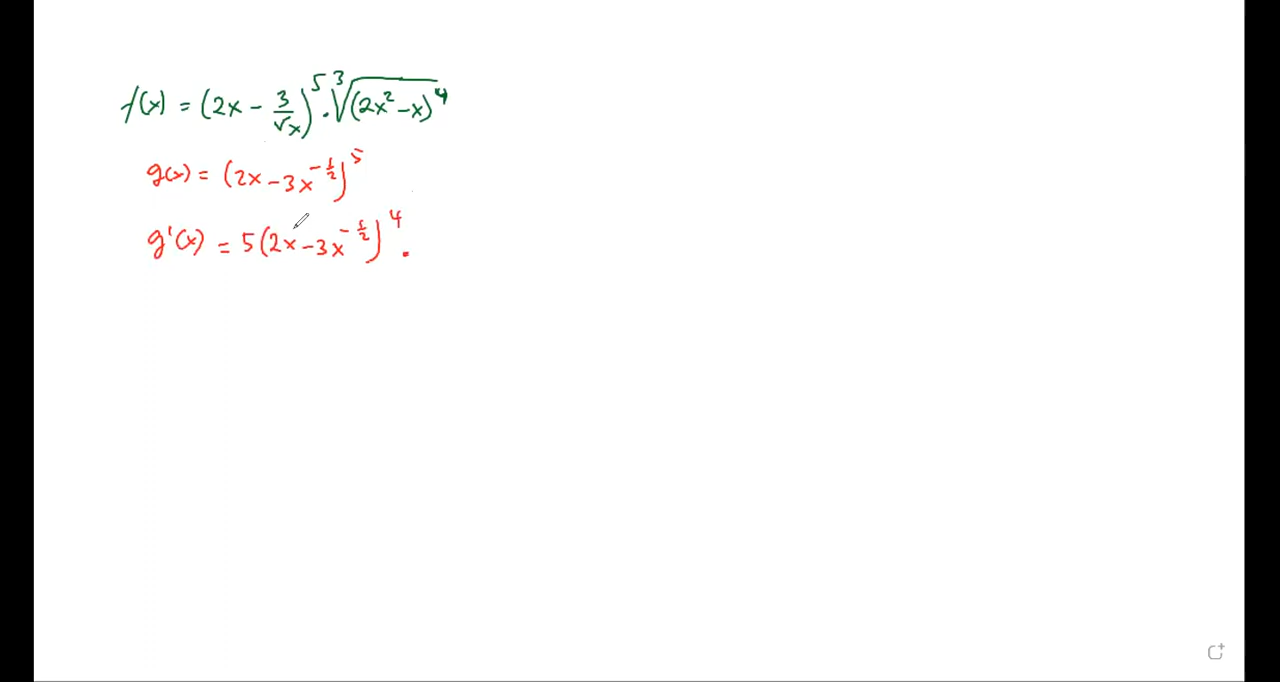 f(x) = (2x - 3/√x)^5 · ∛((2x² - x)^4)
g(x) = (2x - 3x^(-1/2))^5
g'(x) = 5(2x - 3x^(-1/2))^4 ·